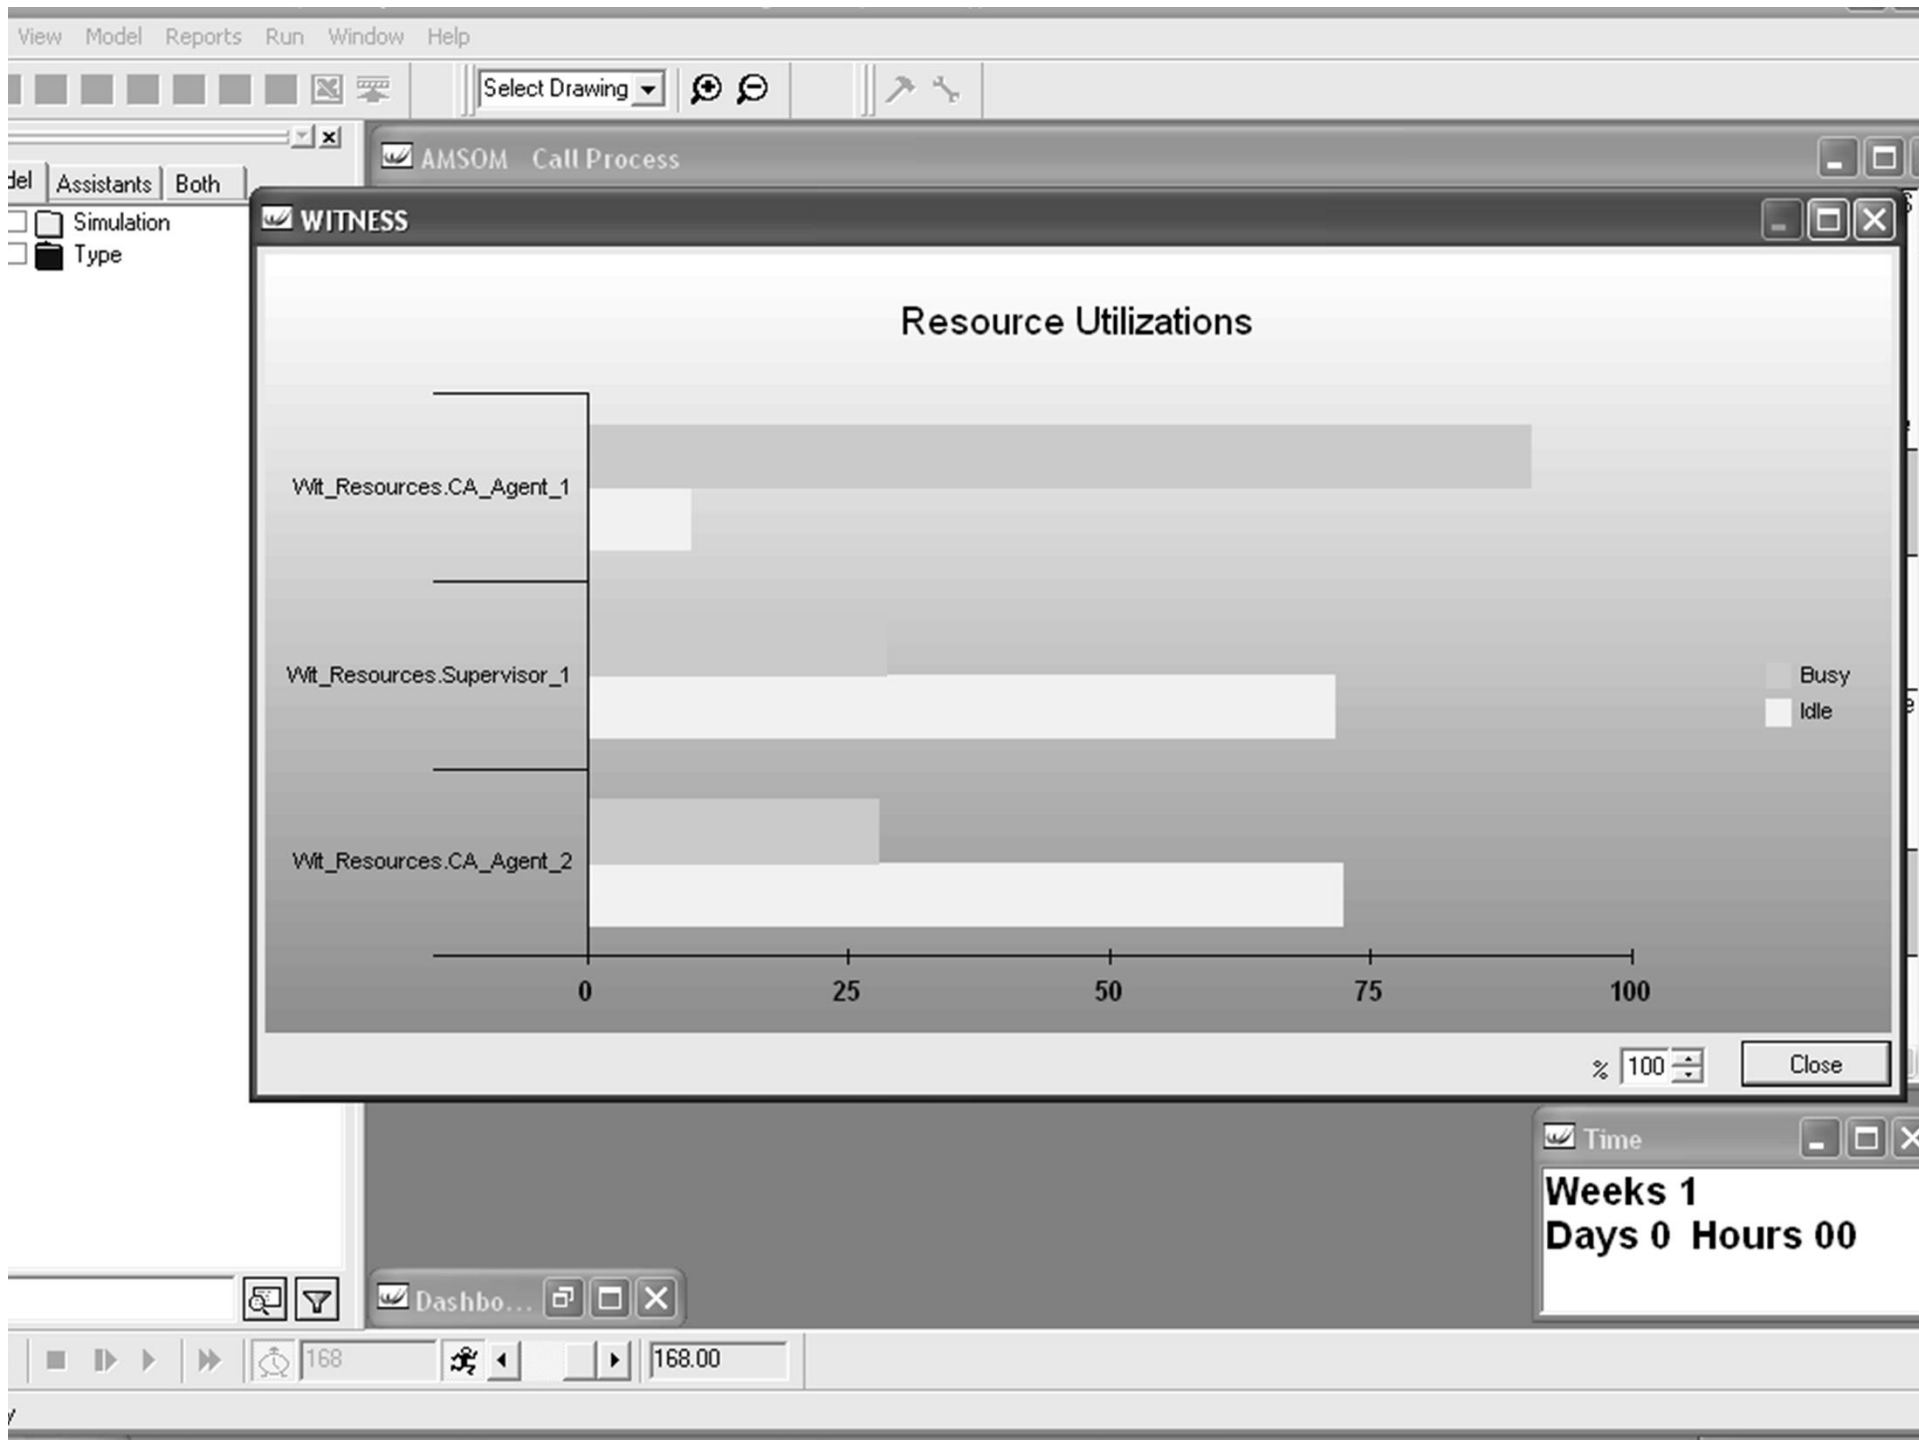 View Model Reports Run Window Help
Select Drawing
AMSOM Call Process
Assistants Both
Simulation
Type
WITNESS
Resource Utilizations
Wit_Resources.CA_Agent_1
Wit_Resources.Supervisor_1
Wit_Resources.CA_Agent_2
Busy
Idle
0 25 50 75 100
% 100 Close
Time
Weeks 1
Days 0 Hours 00
Dashbo...
168 168.00